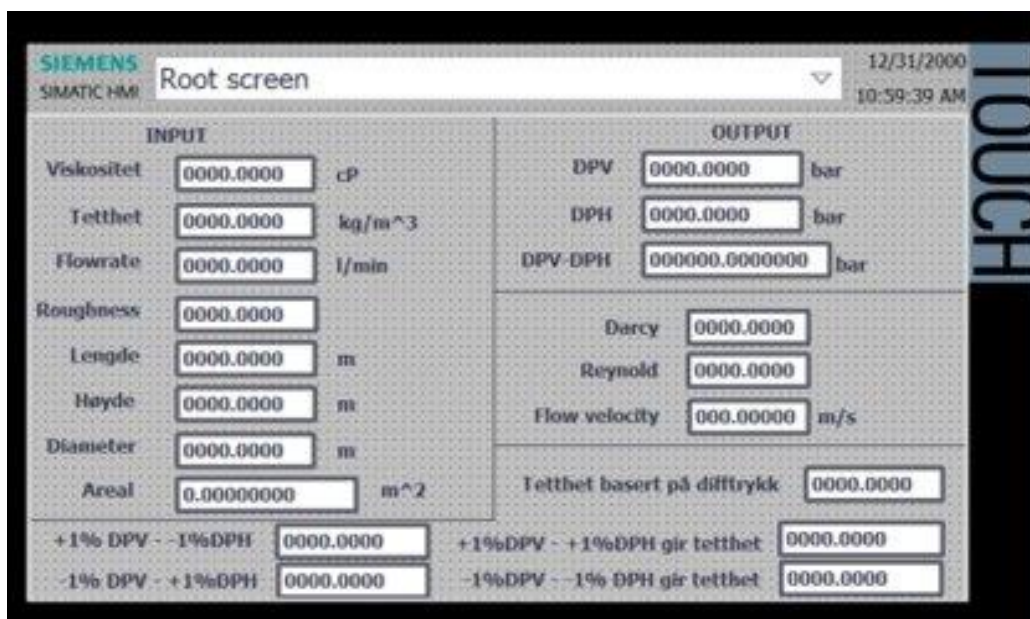 SIEMENS
SIMATIC HMI
Root screen
12/31/2000
10:59:39 AM
TOUCH
INPUT
Viskositet 0000.0000 cP
Tetthet 0000.0000 kg/m^3
Flowrate 0000.0000 l/min
Roughness 0000.0000
Lengde 0000.0000 m
Høyde 0000.0000 m
Diameter 0000.0000 m
Areal 0.00000000 m^2
OUTPUT
DPV 0000.0000 bar
DPH 0000.0000 bar
DPV-DPH 000000.0000000 bar
Darcy 0000.0000
Reynold 0000.0000
Flow velocity 000.00000 m/s
Tetthet basert på difftrykk 0000.0000
+1% DPV - -1%DPH 0000.0000
+1%DPV - +1%DPH gir tetthet 0000.0000
-1% DPV - +1%DPH 0000.0000
-1%DPV - -1% DPH gir tetthet 0000.0000